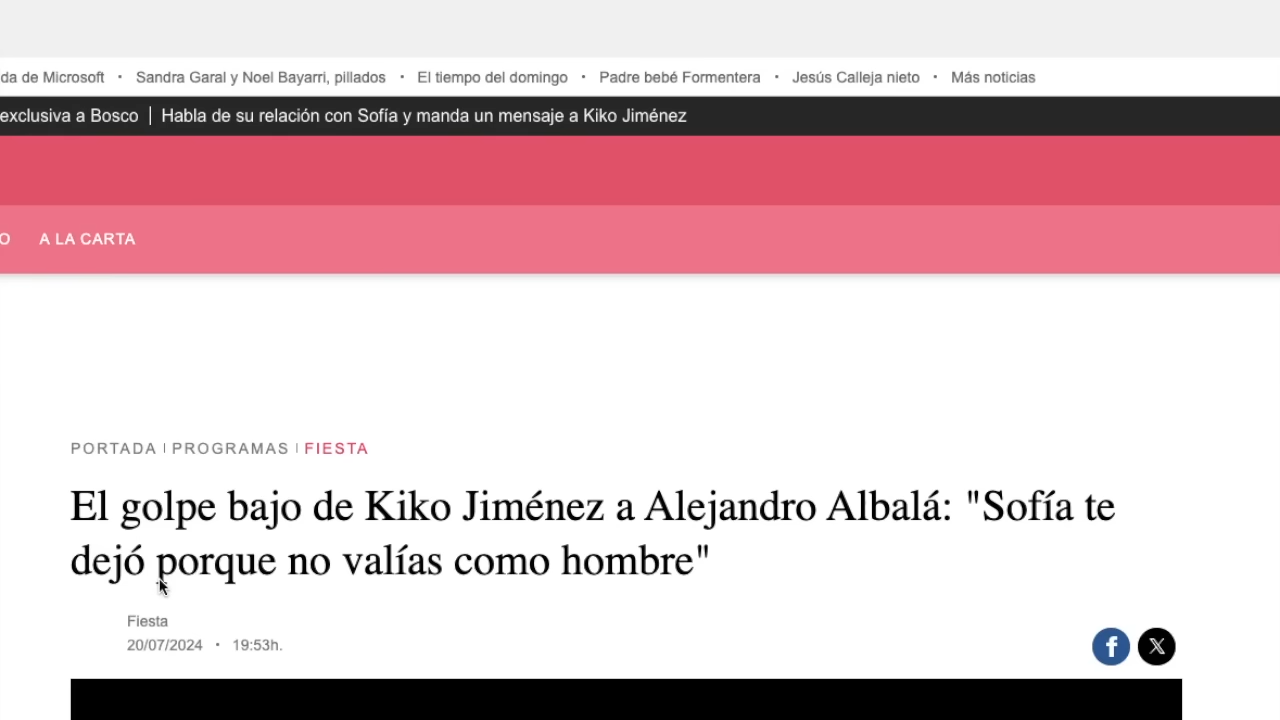 da de Microsoft • Sandra Garal y Noel Bayarri, pillados • El tiempo del domingo • Padre bebé Formentera • Jesús Calleja nieto • Más noticias
exclusiva a Bosco | Habla de su relación con Sofía y manda un mensaje a Kiko Jiménez
O A LA CARTA
PORTADA | PROGRAMAS | FIESTA
El golpe bajo de Kiko Jiménez a Alejandro Albalá: "Sofía te
dejó porque no valías como hombre"
Fiesta
20/07/2024 • 19:53h.